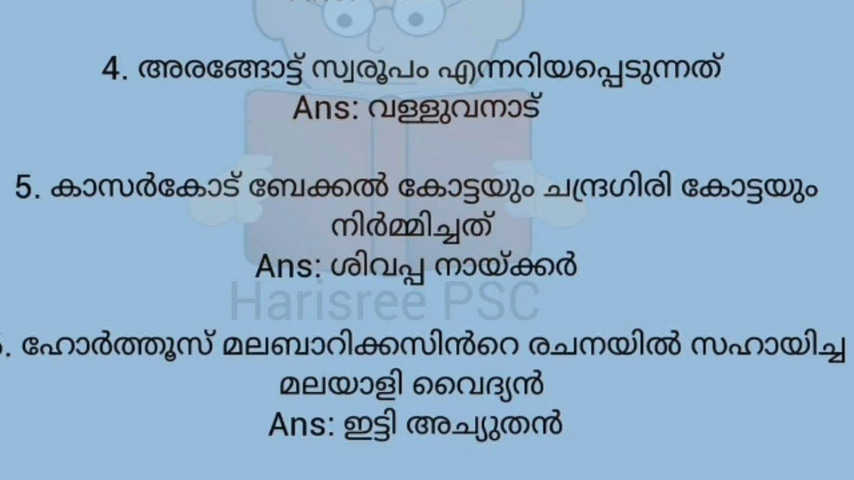 4. അരങ്ങോട്ട് സ്വരൂപം എന്നറിയപ്പെടുന്നത്
Ans: വള്ളുവനാട്
5. കാസർകോട് ബേക്കൽ കോട്ടയും ചന്ദ്രഗിരി കോട്ടയും
നിർമ്മിച്ചത്
Ans: ശിവപ്പ നായ്ക്കർ
Harisree PSC
. ഹോർത്തൂസ് മലബാറിക്കസിൻറെ രചനയിൽ സഹായിച്ച
മലയാളി വൈദ്യൻ
Ans: ഇട്ടി അച്യുതൻ